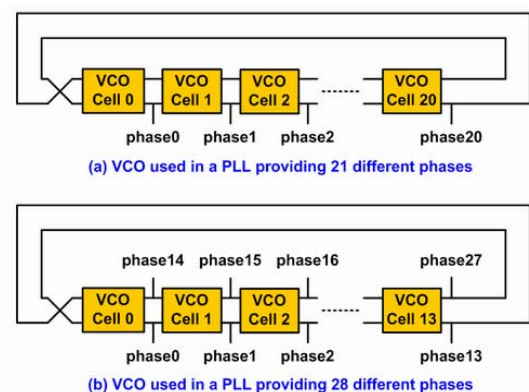 VCO Cell 0
VCO Cell 1
VCO Cell 2
VCO Cell 20
phase0
phase1
phase2
phase20
(a) VCO used in a PLL providing 21 different phases
phase14
phase15
phase16
phase27
VCO Cell 0
VCO Cell 1
VCO Cell 2
VCO Cell 13
phase0
phase1
phase2
phase13
(b) VCO used in a PLL providing 28 different phases